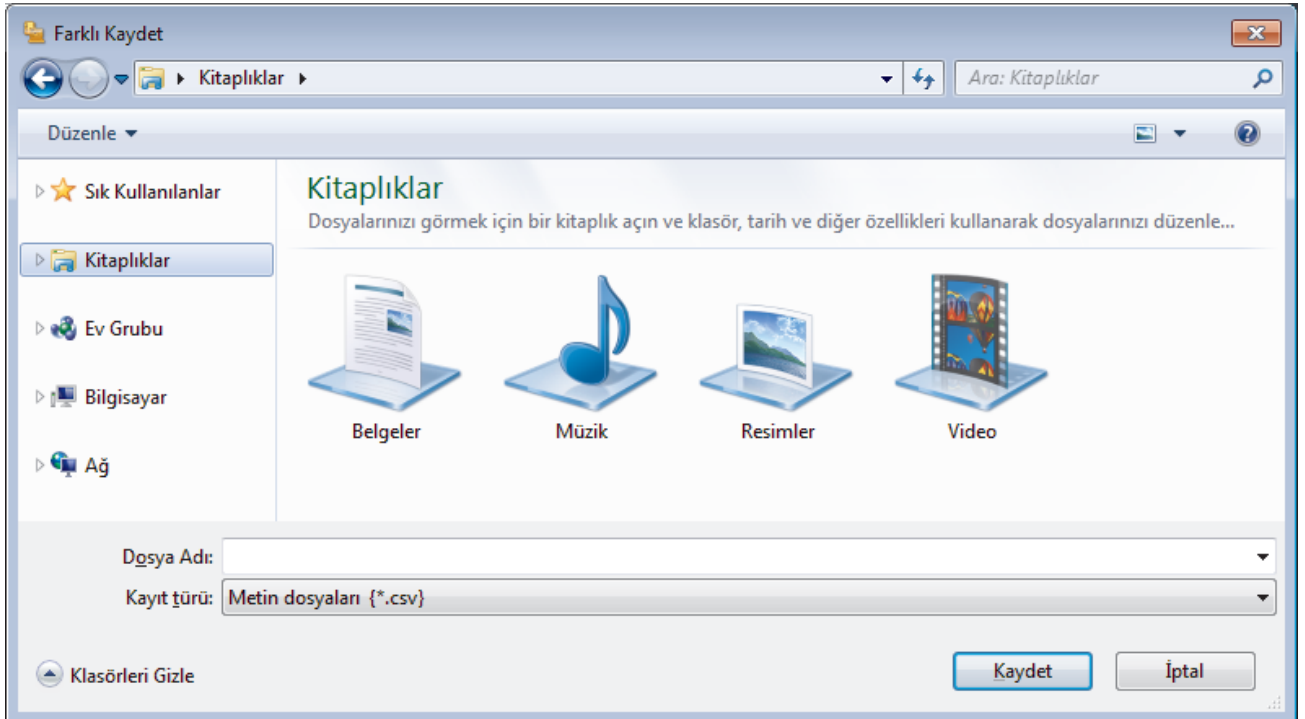 Farklı Kaydet
Kitaplıklar
Ara: Kitaplıklar
Düzenle
Sık Kullanılanlar
Kitaplıklar
Ev Grubu
Bilgisayar
Ağ
Kitaplıklar
Dosyalarınızı görmek için bir kitaplık açın ve klasör, tarih ve diğer özellikleri kullanarak dosyalarınızı düzenle...
Belgeler
Müzik
Resimler
Video
Dosya Adı:
Kayıt türü: Metin dosyaları {*.csv}
Klasörleri Gizle
Kaydet
İptal